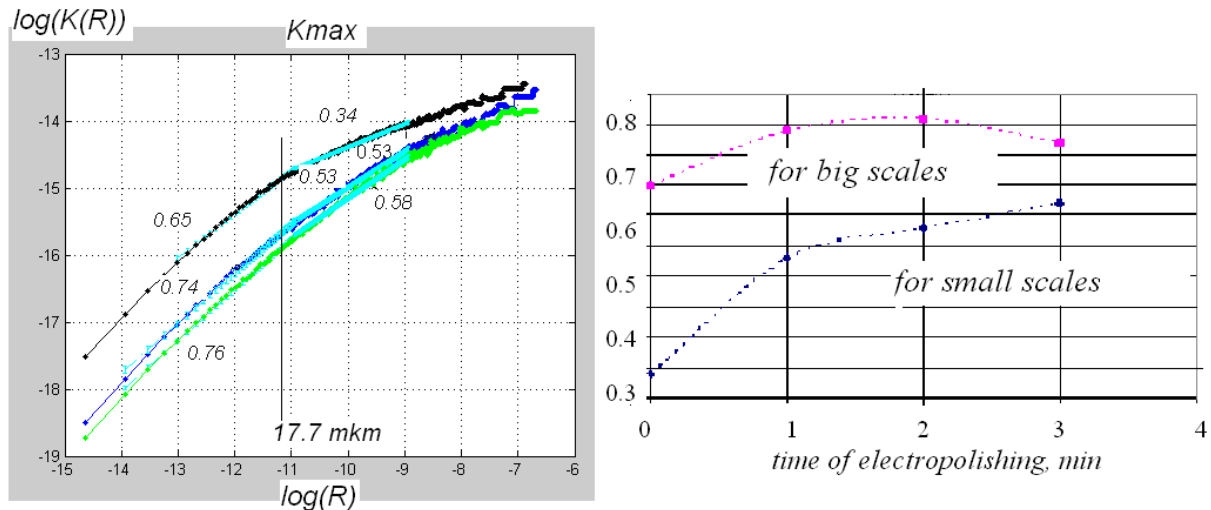 log(K(R))
Kmax
-13
-14
-15
-16
-17
-18
-19
0.34
0.53
0.53
0.58
0.65
0.74
0.76
17.7 mkm
-15 -14 -13 -12 -11 -10 -9 -8 -7 -6
log(R)
0.8
0.7
0.6
0.5
0.4
0.3
for big scales
for small scales
0 1 2 3 4
time of electropolishing, min